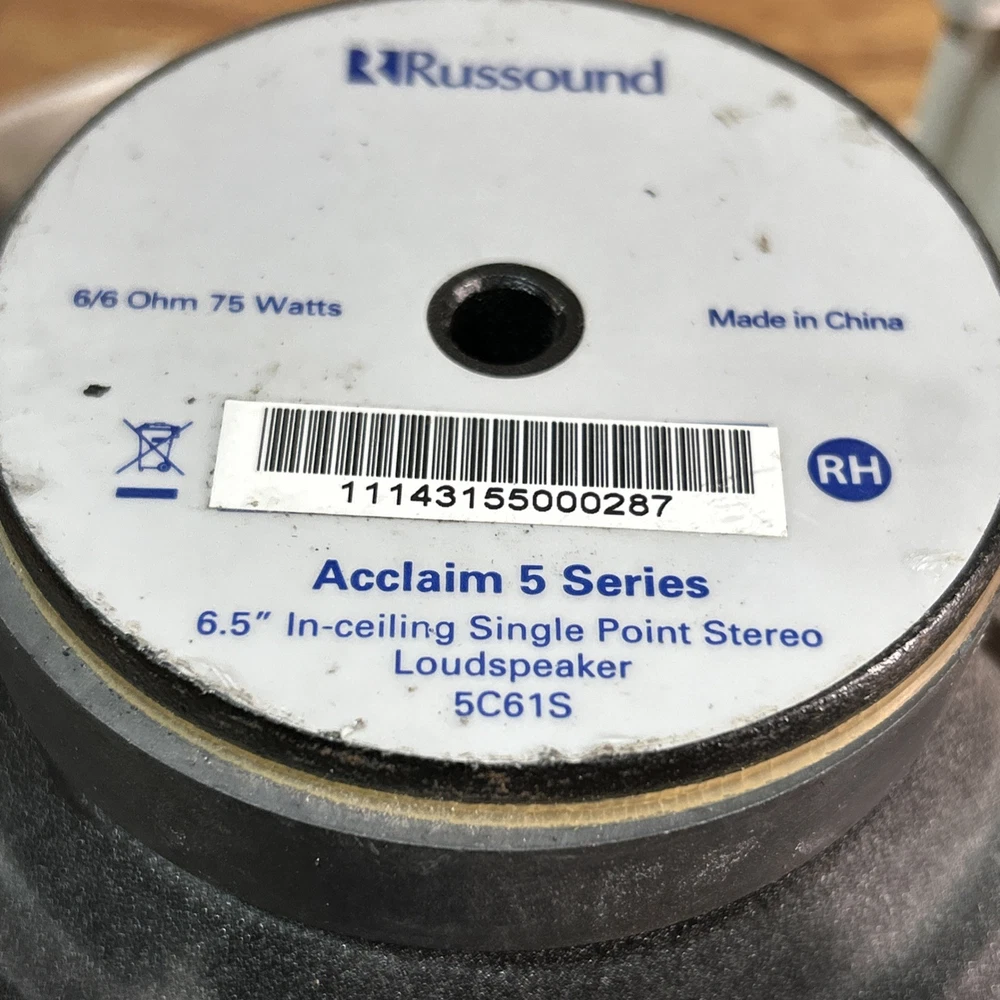 Russound
6/6 Ohm 75 Watts
Made in China
11143155000287
RH
Acclaim 5 Series
6.5" In-ceiling Single Point Stereo
Loudspeaker
5C61S